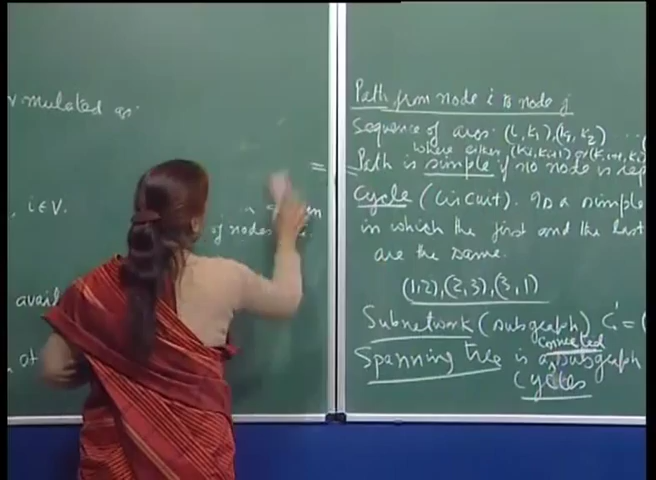 mulated as
, i∈V.
of nodes
avail
at
Path from node i to node j
Sequence of arcs (i, k₁), (k₁, k₂)
where either (ki, ki+1) or (ki+1, ki
Path is simple if no node is rep
Cycle (Circuit). Is a simple
in which the first and the last
are the same.
(1,2), (2,3), (3,1)
Subnetwork (subgraph) G' = (
connected
Spanning Tree is a subgraph
Cycles